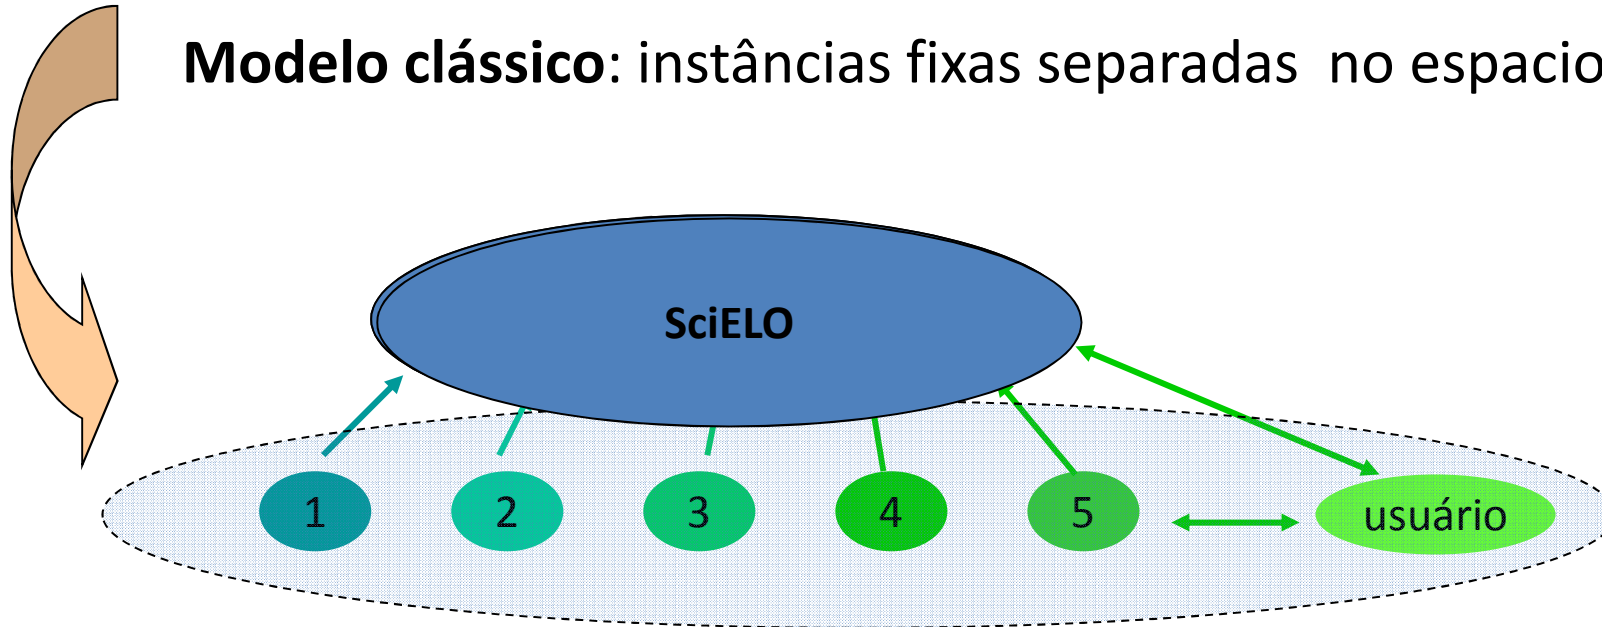 Modelo clássico: instâncias fixas separadas no espacio
SciELO
1 2 3 4 5 usuário